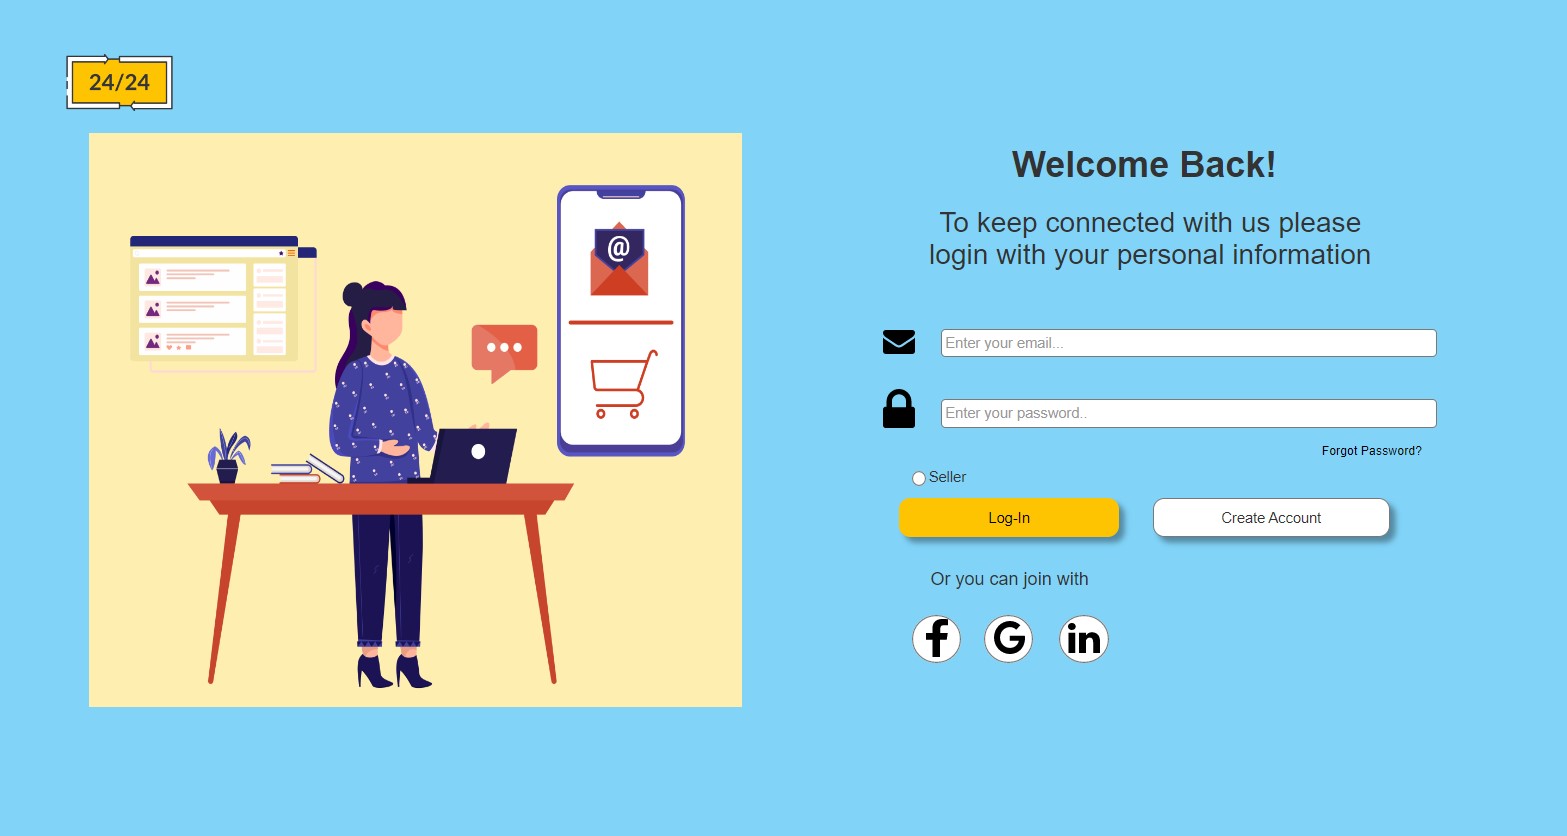 24/24
Welcome Back!
To keep connected with us please
login with your personal information
@
Enter your email...
Enter your password..
Forgot Password?
Seller
Log-In
Create Account
Or you can join with
f
G
in